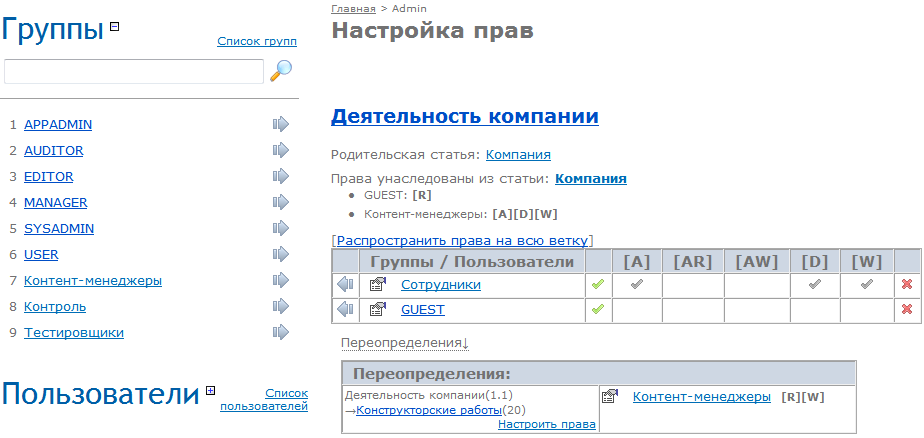 Группы
Список групп
1 APPADMIN
2 AUDITOR
3 EDITOR
4 MANAGER
5 SYSADMIN
6 USER
7 Контент-менеджеры
8 Контроль
9 Тестировщики
Пользователи
Список
пользователей
Главная > Admin
Настройка прав
Деятельность компании
Родительская статья: Компания
Права унаследованы из статьи: Компания
• GUEST: [R]
• Контент-менеджеры: [A][D][W]
[Распространить права на всю ветку]
Группы / Пользователи [A] [AR] [AW] [D] [W]
Сотрудники
GUEST
Переопределения↓
Переопределения:
Деятельность компании(1.1)
→Конструкторские работы(20)
Настроить права
Контент-менеджеры [R][W]